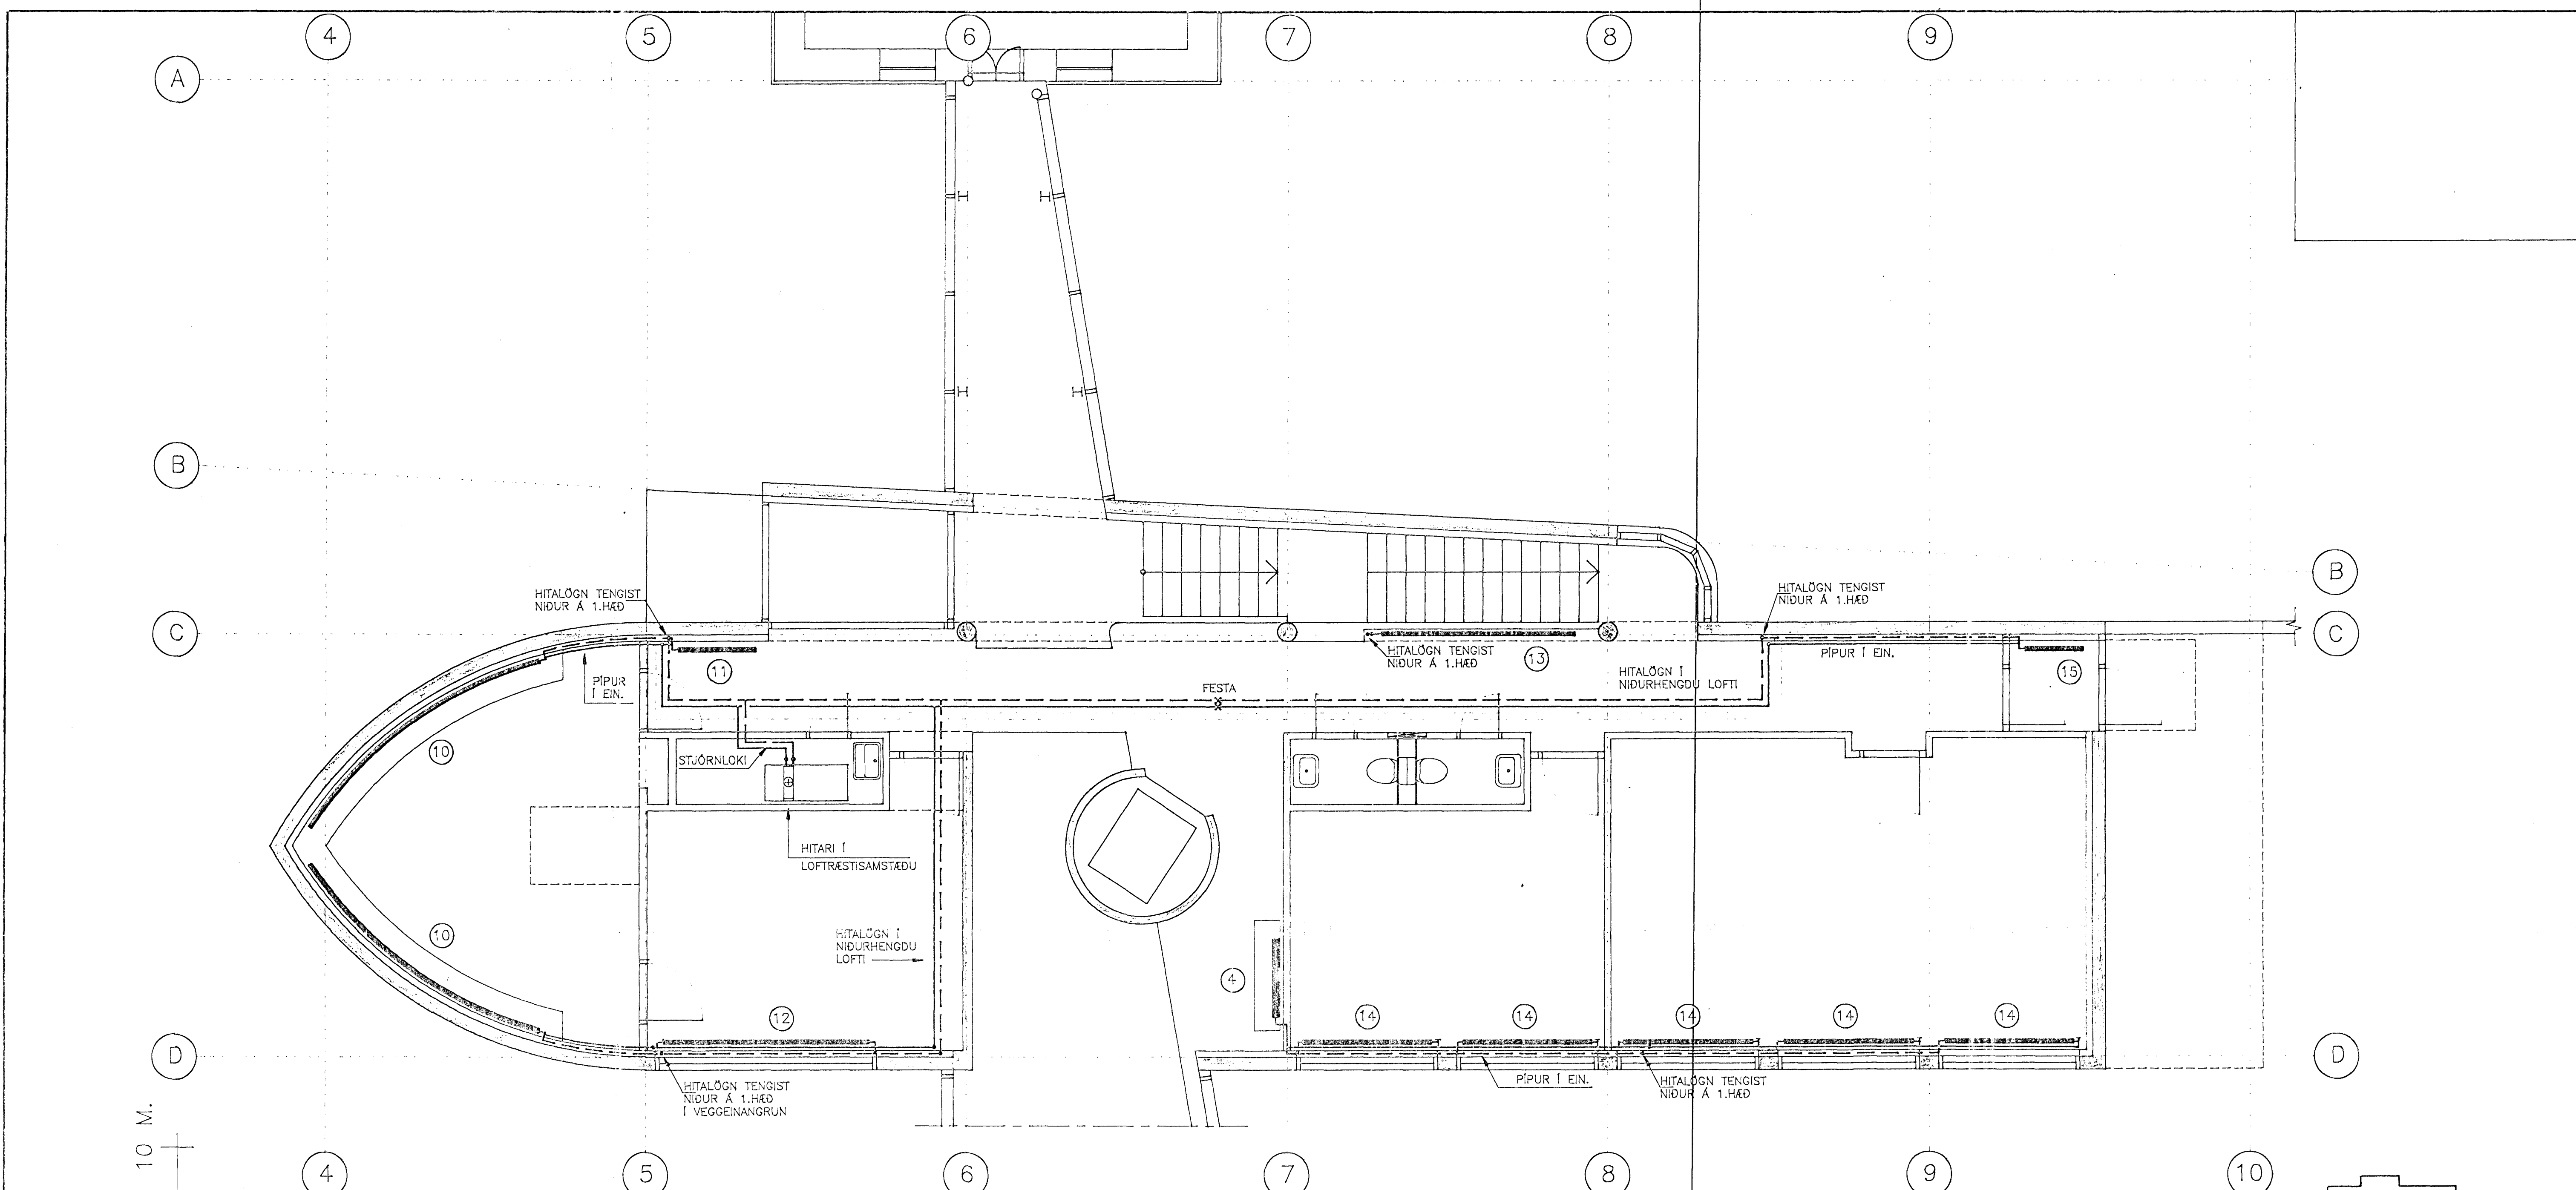 4 5 6 7 8 9
A
B
B
HITALÖGN TENGIST
NIÐUR Á 1.HÆÐ
HITALÖGN TENGIST
NIÐUR Á 1.HÆÐ
C
C
HITALÖGN TENGIST
NIÐUR Á 1.HÆÐ
13
PÍPUR Í EIN.
11
15
PÍPUR
Í EIN.
HITALÖGN Í
NIÐURHENGDU LOFTI
FESTA
10
STJÓRNLOKI
HITARI Í
LOFTRÆSTISAMSTÆÐU
10
HITALÖGN Í
NIÐURHENGDU
LOFTI
4
12
14 14 14 14 14
D
D
HITALÖGN TENGIST
NIÐUR Á 1.HÆÐ
Í VEGGEINANGRUN
PÍPUR Í EIN.
HITALÖGN TENGIST
NIÐUR Á 1.HÆÐ
10 M.
4 5 6 7 8 9 10